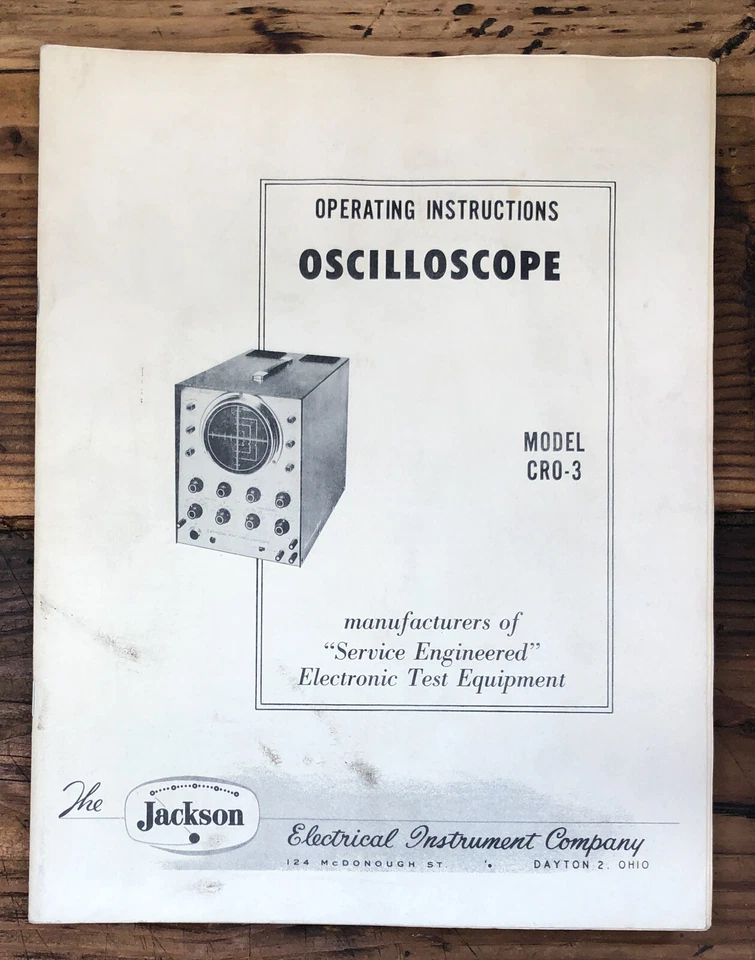 OPERATING INSTRUCTIONS
OSCILLOSCOPE
MODEL
CRO-3
manufacturers of
“Service Engineered”
Electronic Test Equipment
The Jackson
Electrical Instrument Company
124 McDONOUGH ST. DAYTON 2, OHIO